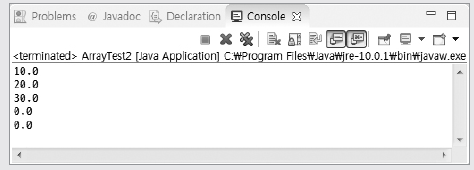 Problems @ Javadoc Declaration Console
<terminated> ArrayTest2 [Java Application] C:₩Program Files₩Java₩jre-10.0.1₩bin₩javaw.exe
10.0
20.0
30.0
0.0
0.0